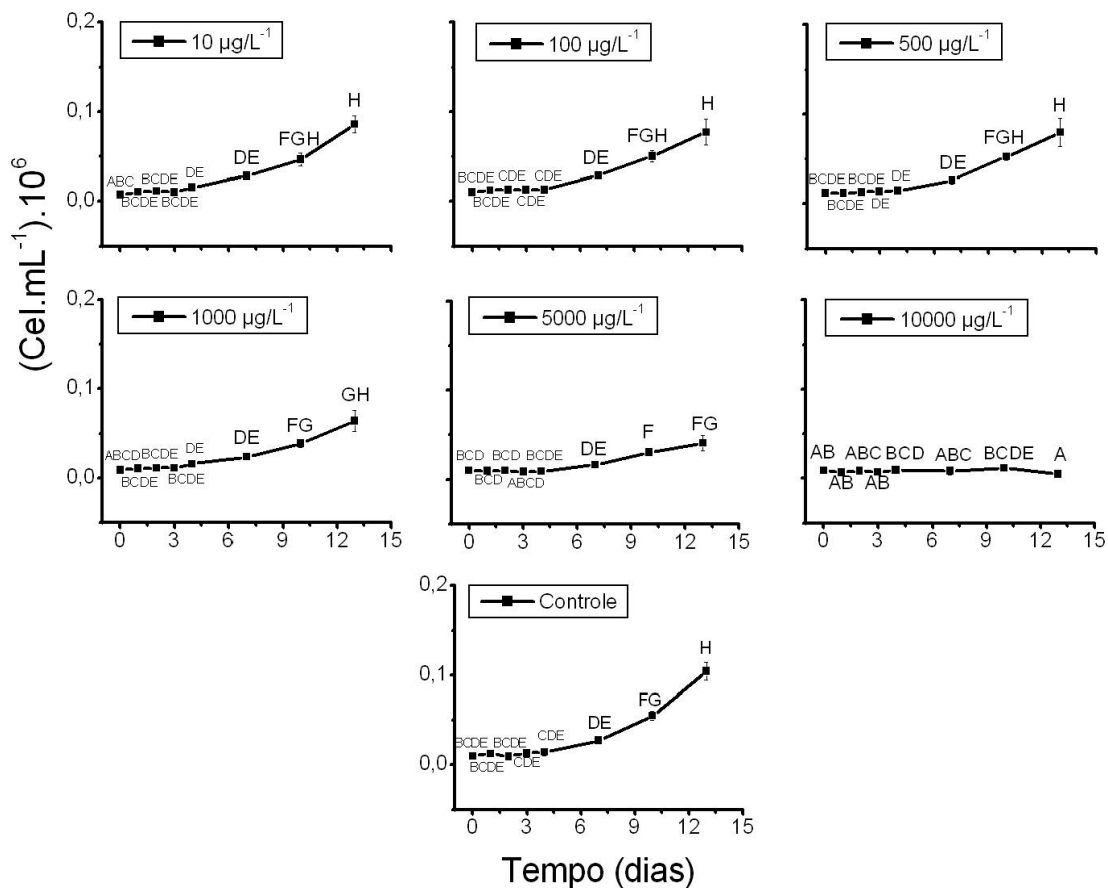 0,2
10 µg/L⁻¹
100 µg/L⁻¹
500 µg/L⁻¹
0,1
0,0
ABC
BCDE
BCDE
BCDE
DE
DE
FGH
H
BCDE
BCDE
CDE
CDE
CDE
DE
FGH
H
BCDE
BCDE
BCDE
DE
DE
DE
FGH
H
(Cel.mL⁻¹).10⁶
0,2
1000 µg/L⁻¹
5000 µg/L⁻¹
10000 µg/L⁻¹
0,1
0,0
ABCD
BCDE
BCDE
BCDE
DE
DE
FG
GH
BCD
BCD
BCD
ABCD
BCDE
DE
F
FG
AB
AB
ABC
AB
BCD
ABC
BCDE
A
0 3 6 9 12 15
0 3 6 9 12 15
0 3 6 9 12 15
0,2
Controle
0,1
0,0
BCDE
BCDE
BCDE
CDE
CDE
DE
FG
H
0 3 6 9 12 15
Tempo (dias)